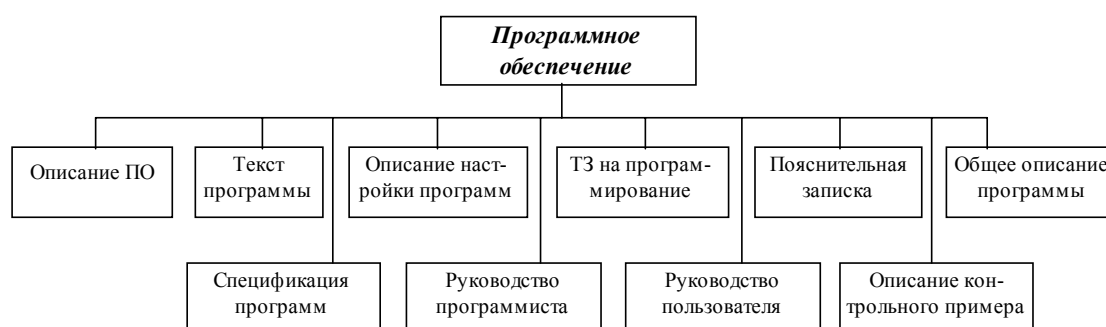 Программное
обеспечение
Описание ПО
Текст
программы
Описание наст-
ройки программ
ТЗ на програм-
мирование
Пояснительная
записка
Общее описание
программы
Спецификация
программ
Руководство
программиста
Руководство
пользователя
Описание кон-
трольного примера